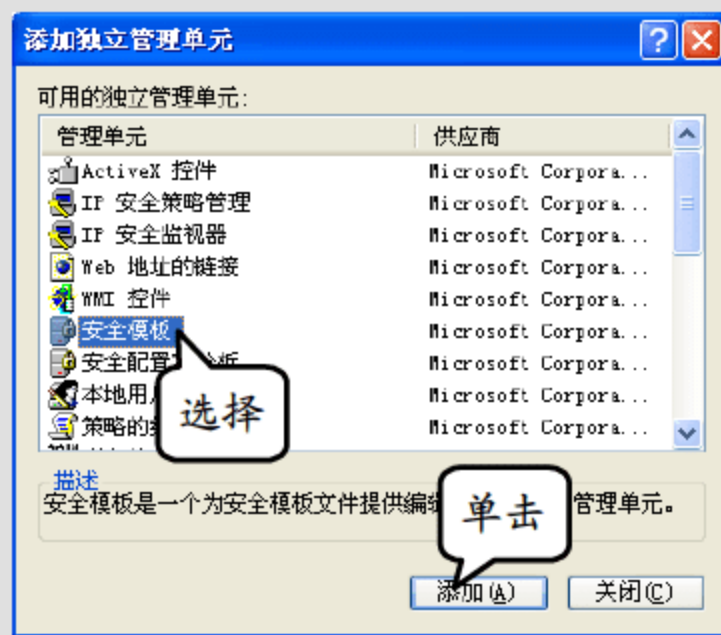 添加独立管理单元
可用的独立管理单元:
管理单元 供应商
ActiveX 控件 Microsoft Corpora...
IP 安全策略管理 Microsoft Corpora...
IP 安全监视器 Microsoft Corpora...
Web 地址的链接 Microsoft Corpora...
WMI 控件 Microsoft Corpora...
安全模板 Microsoft Corpora...
安全配置 Microsoft Corpora...
本地用 Microsoft Corpora...
策略的 Microsoft Corpora...
选择
描述
安全模板是一个为安全模板文件提供编 管理单元。
单击
添加(A) 关闭(C)